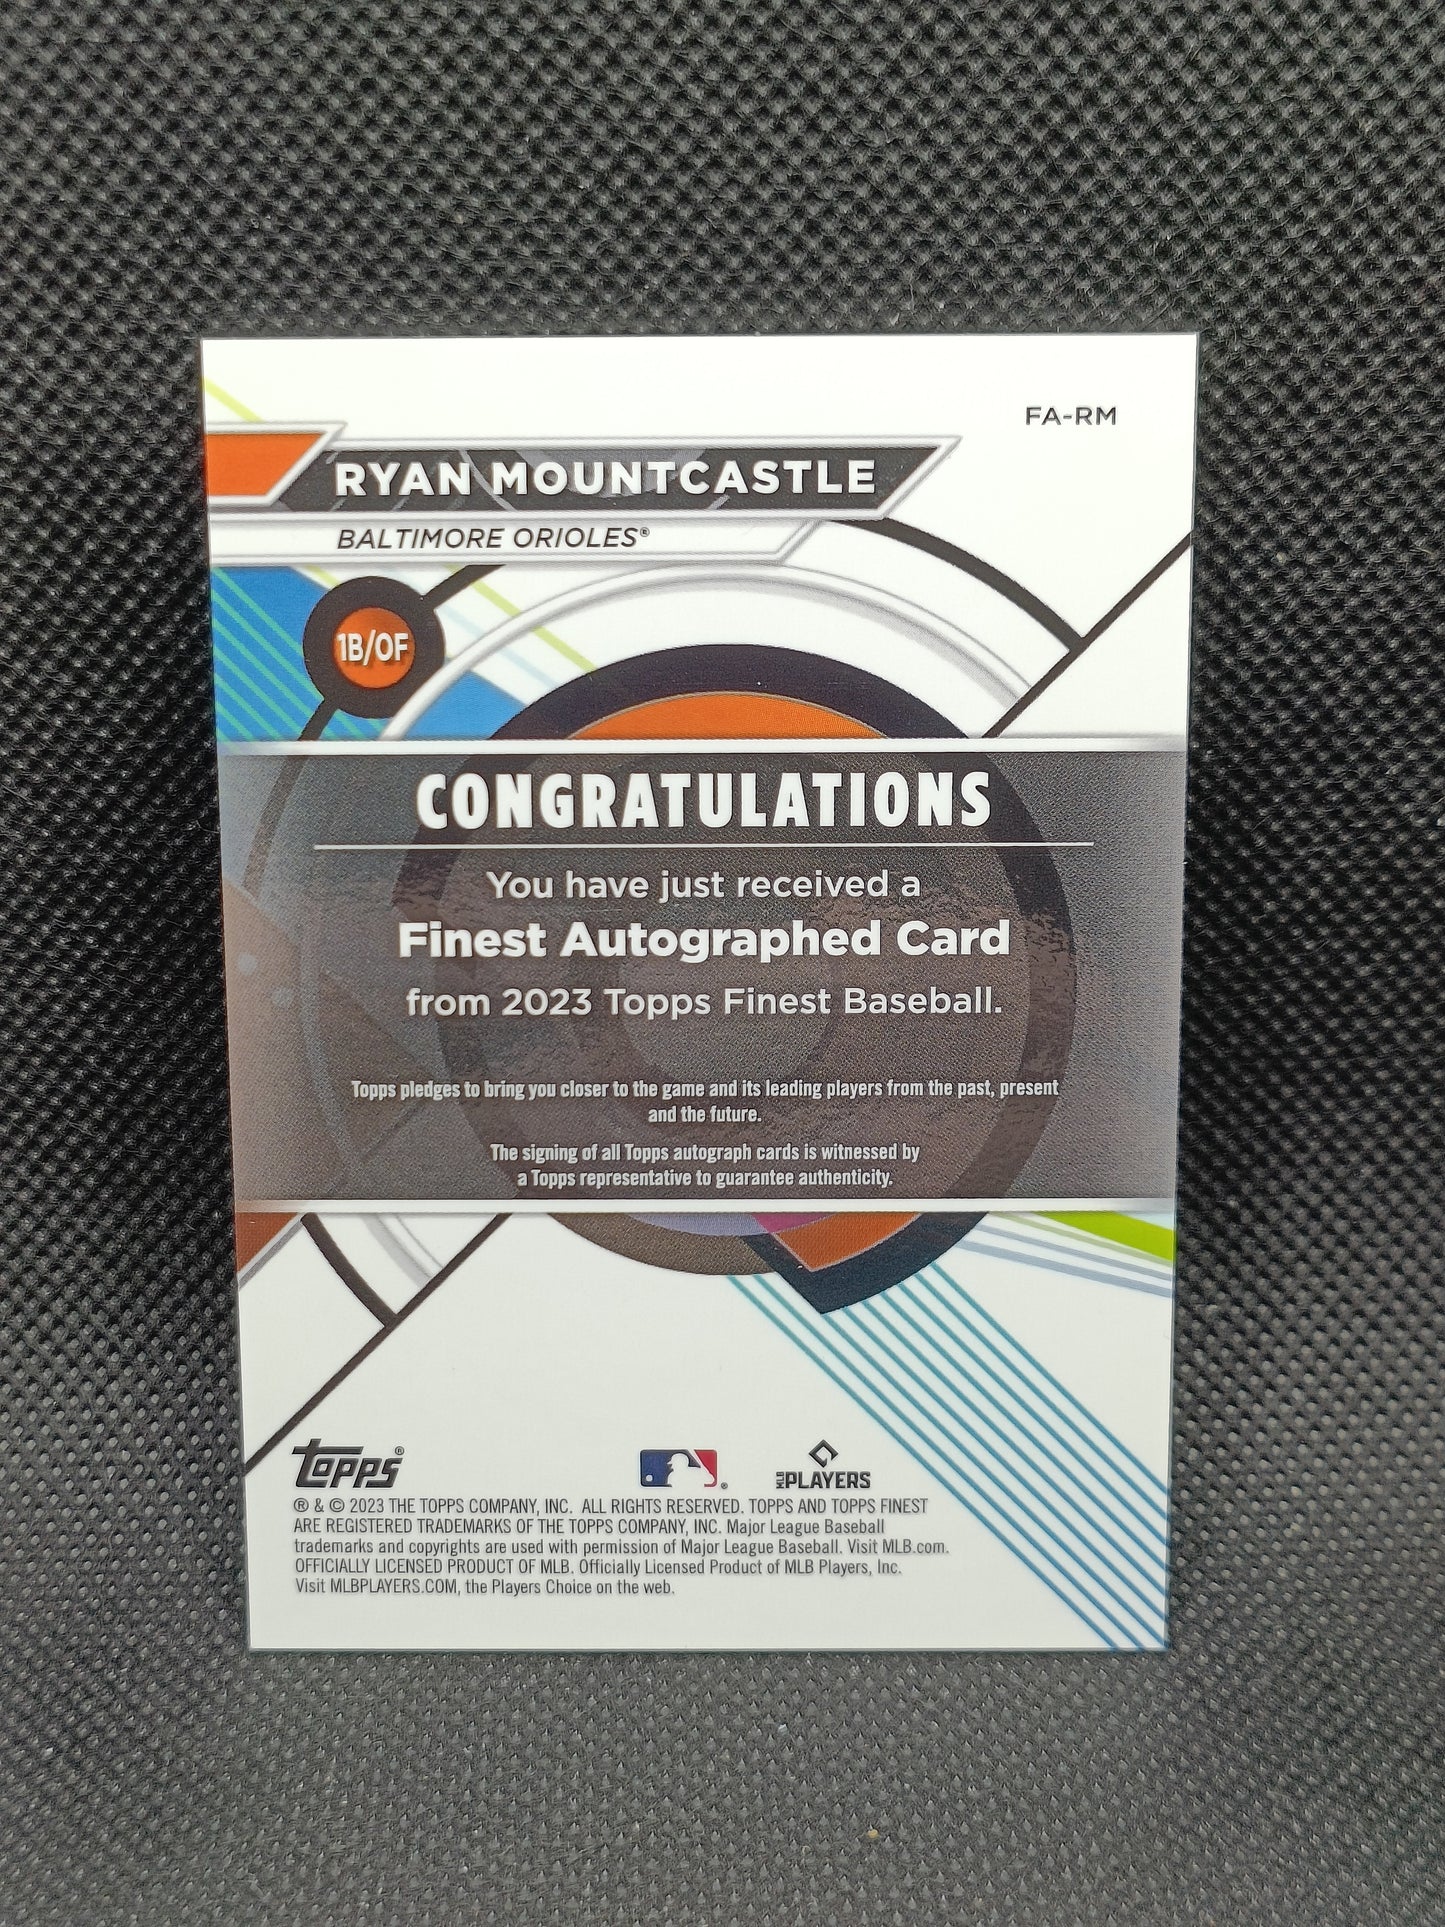 FA-RM
RYAN MOUNTCASTLE
BALTIMORE ORIOLES®
1B/OF
CONGRATULATIONS
You have just received a
Finest Autographed Card
from 2023 Topps Finest Baseball.
Topps pledges to bring you closer to the game and its leading players from the past, present
and the future.
The signing of all Topps autograph cards is witnessed by
a Topps representative to guarantee authenticity.
Topps®
®
MLB PLAYERS
® & © 2023 THE TOPPS COMPANY, INC. ALL RIGHTS RESERVED. TOPPS AND TOPPS FINEST
ARE REGISTERED TRADEMARKS OF THE TOPPS COMPANY, INC. Major League Baseball
trademarks and copyrights are used with permission of Major League Baseball. Visit MLB.com.
OFFICIALLY LICENSED PRODUCT OF MLB. Officially Licensed Product of MLB Players, Inc.
Visit MLBPLAYERS.COM, the Players Choice on the web.